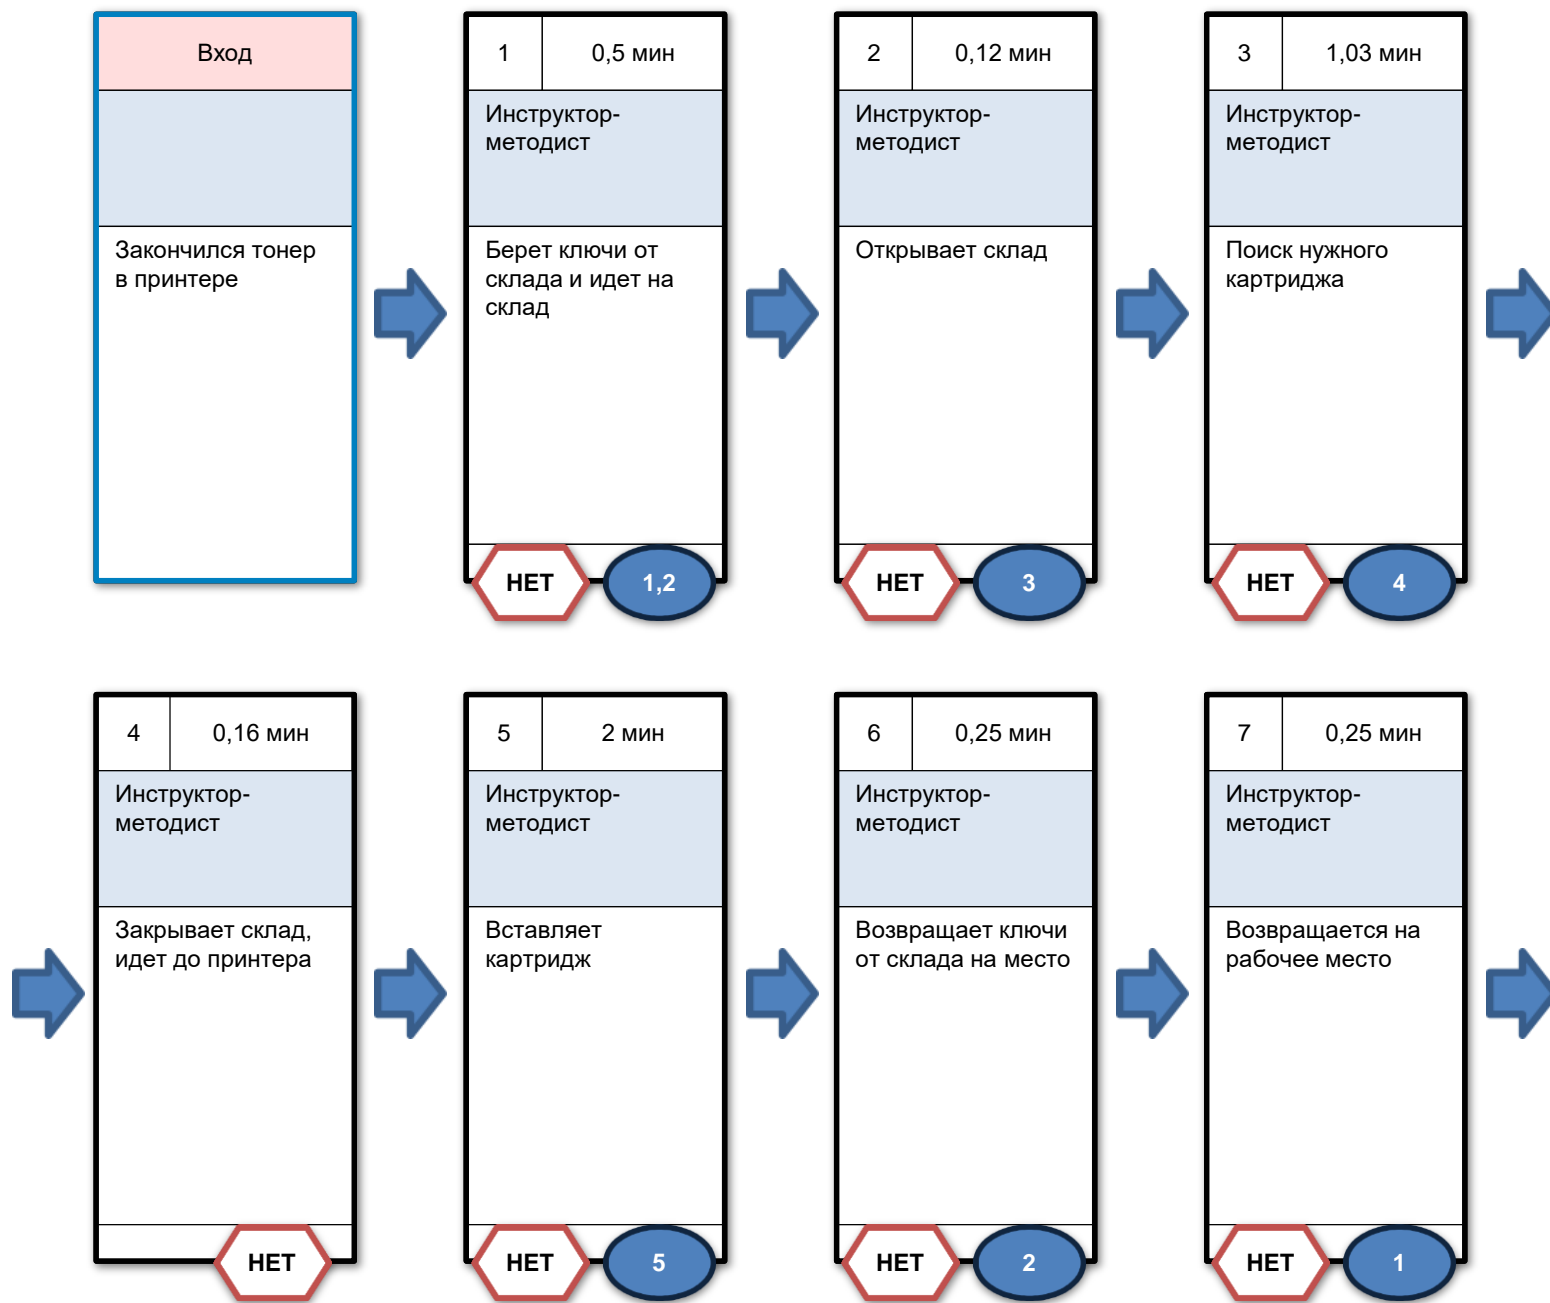 Вход
Закончился тонер
в принтере
1
0,5 мин
Инструктор-
методист
Берет ключи от
склада и идет на
склад
НЕТ
1,2
2
0,12 мин
Инструктор-
методист
Открывает склад
НЕТ
3
3
1,03 мин
Инструктор-
методист
Поиск нужного
картриджа
НЕТ
4
4
0,16 мин
Инструктор-
методист
Закрывает склад,
идет до принтера
НЕТ
5
2 мин
Инструктор-
методист
Вставляет
картридж
НЕТ
5
6
0,25 мин
Инструктор-
методист
Возвращает ключи
от склада на место
НЕТ
2
7
0,25 мин
Инструктор-
методист
Возвращается на
рабочее место
НЕТ
1